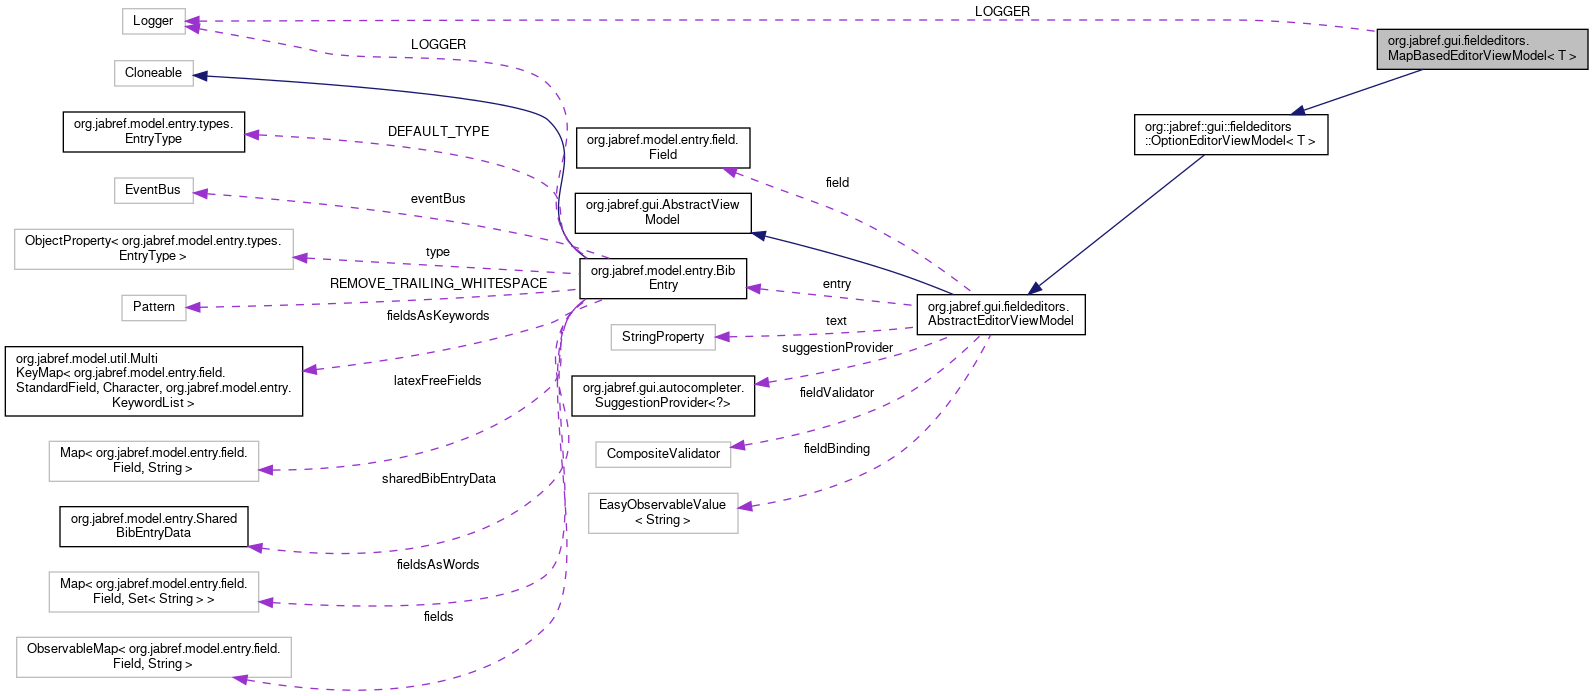 LOGGER
Logger
org.jabref.gui.fieldeditors.
MapBasedEditorViewModel< T >
LOGGER
Cloneable
org.jabref.model.entry.types.
EntryType
DEFAULT_TYPE
org.jabref.model.entry.field.
Field
org::jabref::gui::fieldeditors
::OptionEditorViewModel< T >
EventBus
eventBus
field
org.jabref.gui.AbstractView
Model
ObjectProperty< org.jabref.model.entry.types.
EntryType >
type
org.jabref.model.entry.Bib
Entry
REMOVE_TRAILING_WHITESPACE
entry
Pattern
fieldsAsKeywords
org.jabref.gui.fieldeditors.
AbstractEditorViewModel
text
StringProperty
suggestionProvider
org.jabref.model.util.Multi
KeyMap< org.jabref.model.entry.field.
StandardField, Character, org.jabref.model.entry.
KeywordList >
latexFreeFields
org.jabref.gui.autocompleter.
SuggestionProvider<?>
fieldValidator
Map< org.jabref.model.entry.field.
Field, String >
CompositeValidator
fieldBinding
sharedBibEntryData
EasyObservableValue
< String >
org.jabref.model.entry.Shared
BibEntryData
fieldsAsWords
Map< org.jabref.model.entry.field.
Field, Set< String > >
fields
ObservableMap< org.jabref.model.entry.field.
Field, String >